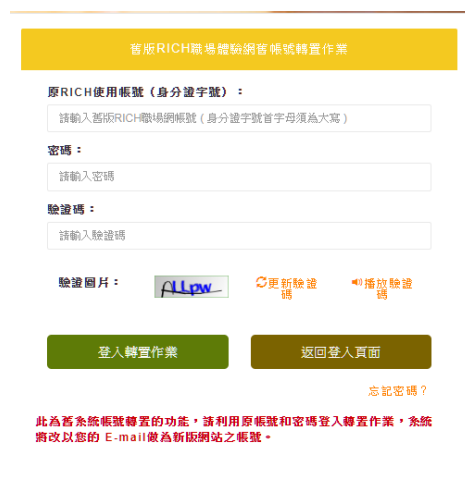 舊版RICH職場體驗網舊帳號轉置作業
原RICH使用帳號（身分證字號）：
請輸入舊版RICH職場網帳號（身分證字號首字母須為大寫）
密碼：
請輸入密碼
驗證碼：
請輸入驗證碼
驗證圖片：
ALLpw
更新驗證
碼
播放驗證
碼
登入轉置作業
返回登入頁面
忘記密碼？
此為舊系統帳號轉置的功能，請利用原帳號和密碼登入轉置作業，系統
將改以您的 E-mail做為新版網站之帳號。